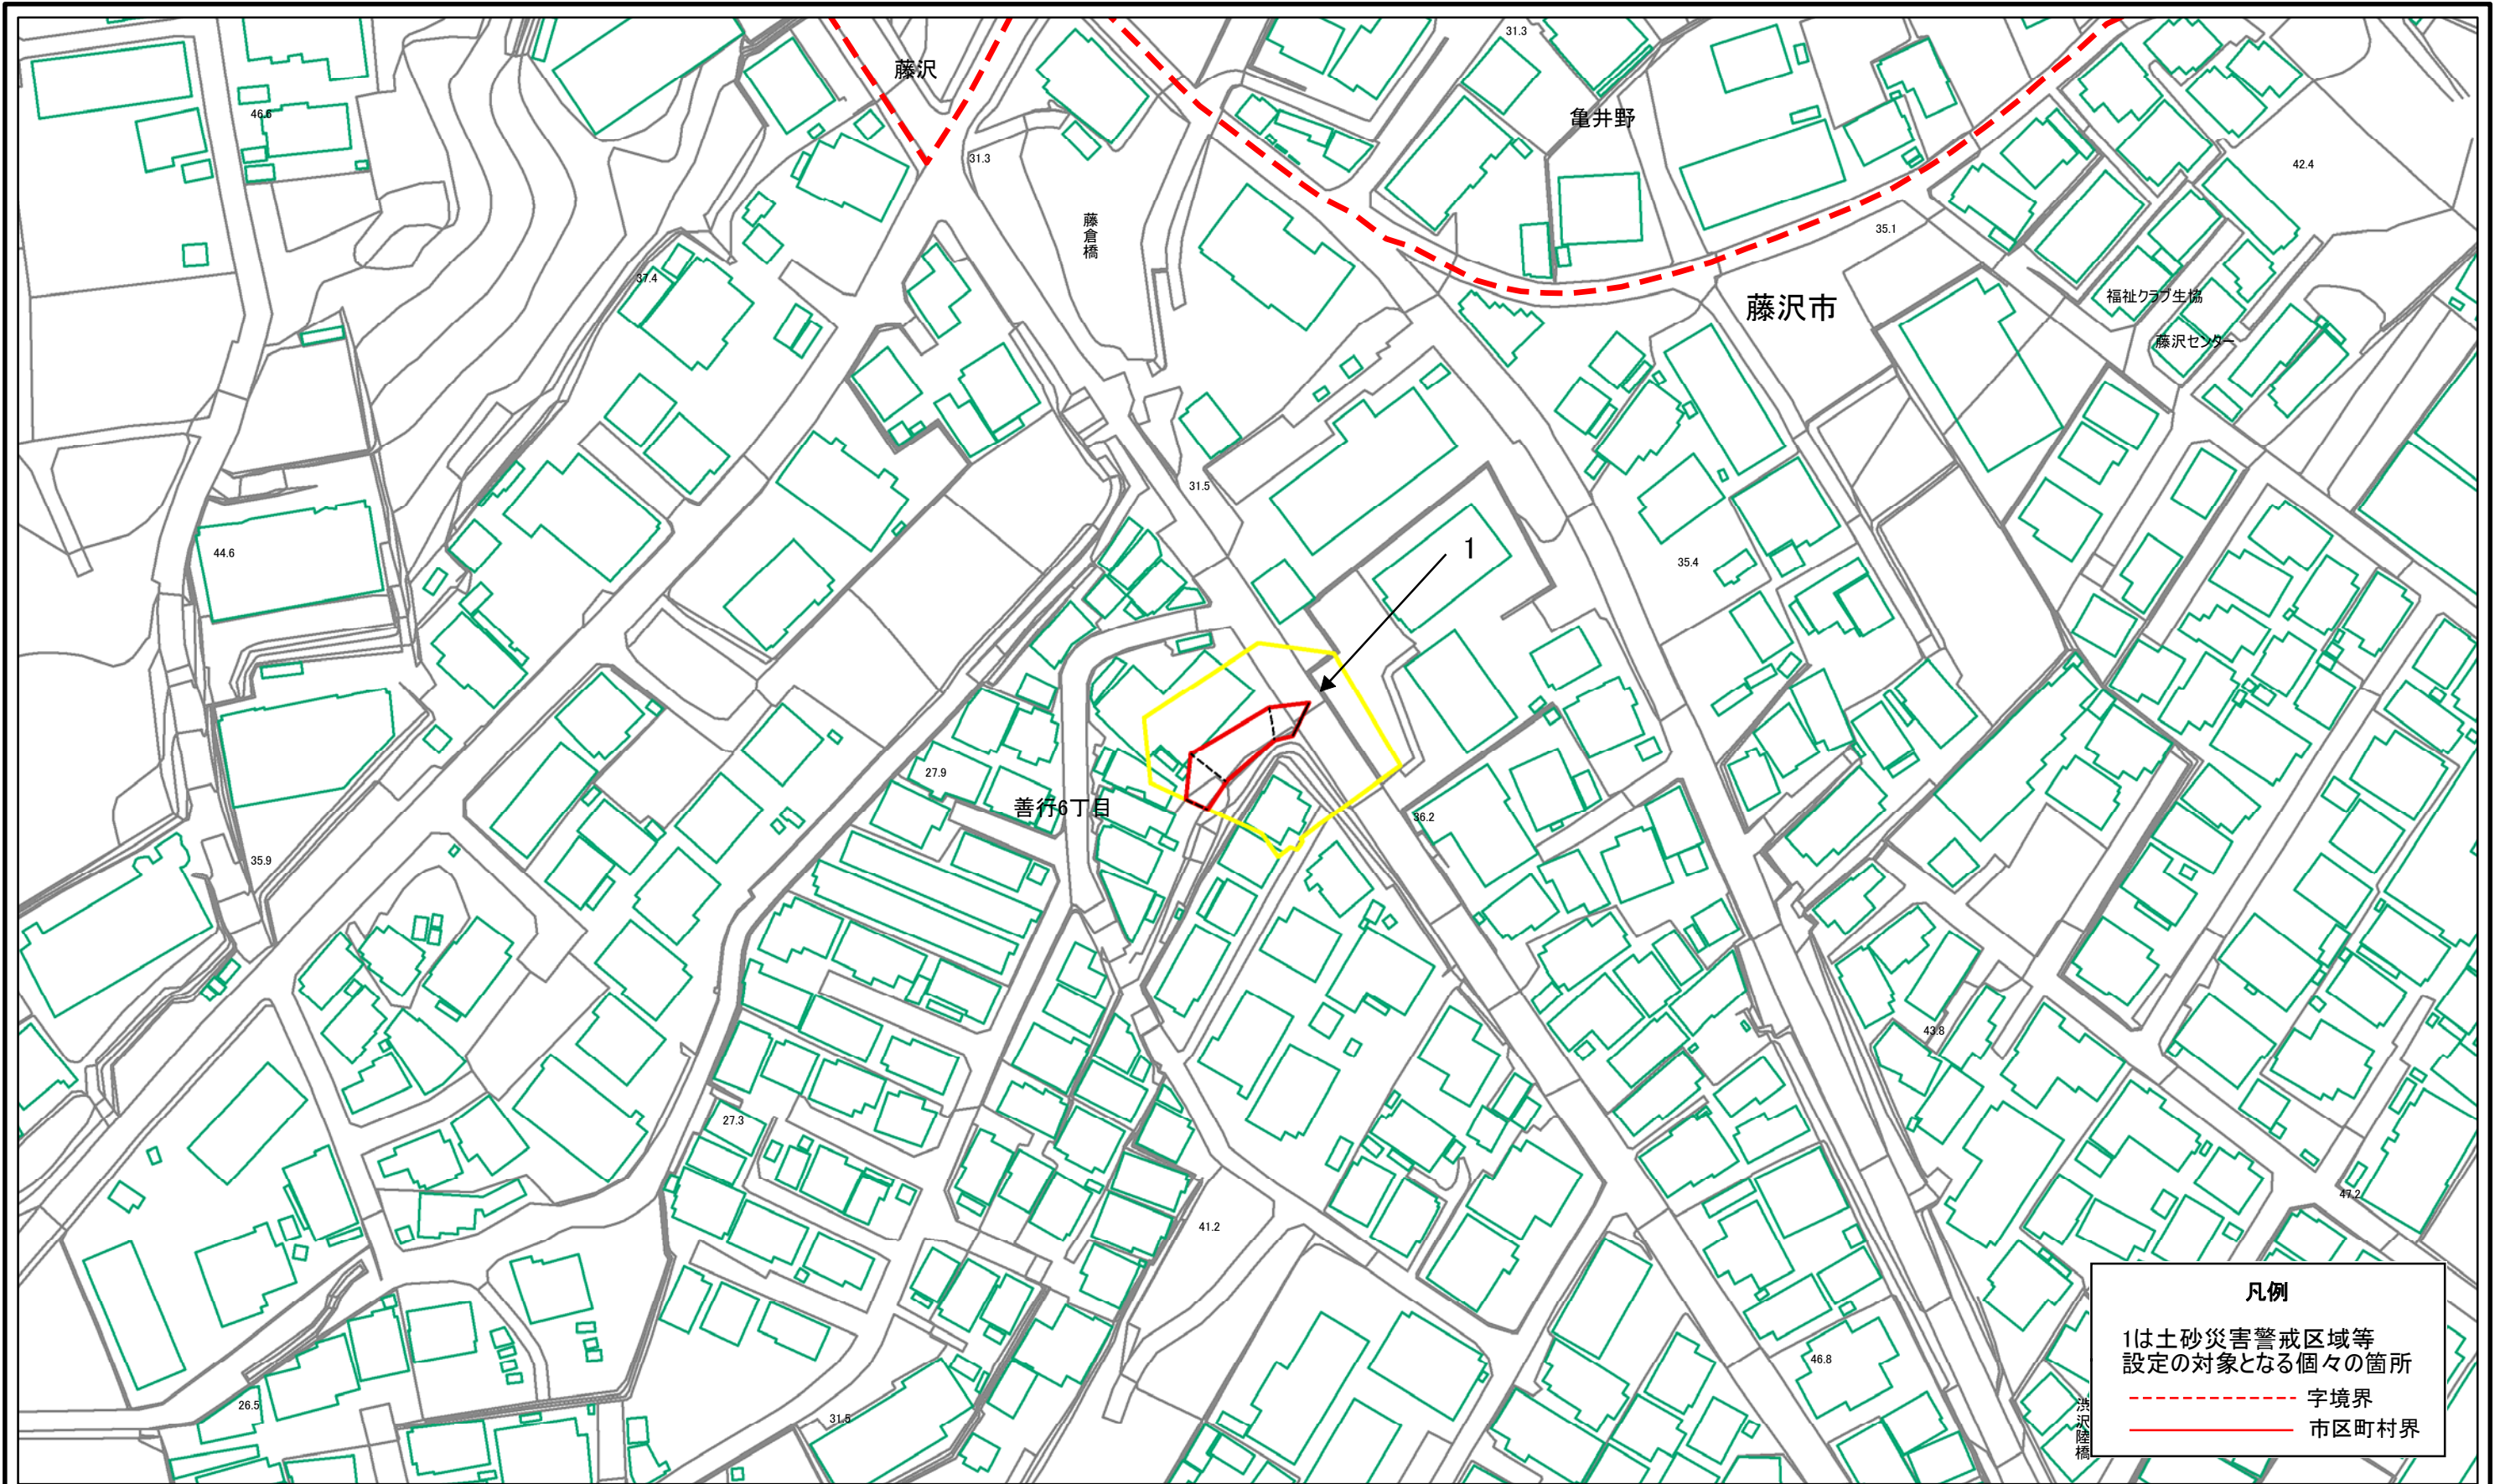 31.3
藤沢
46.6
亀井野
31.3
42.4
藤倉橋
35.1
37.4
福祉クラブ生協
藤沢市
藤沢センター
31.5
1
44.6
35.4
27.9
善行6丁目
36.2
35.9
43.8
27.3
47.2
41.2
凡例
1は土砂災害警戒区域等
設定の対象となる個々の箇所
字境界
市区町村界
46.8
26.5
31.5
渋沢陸橋